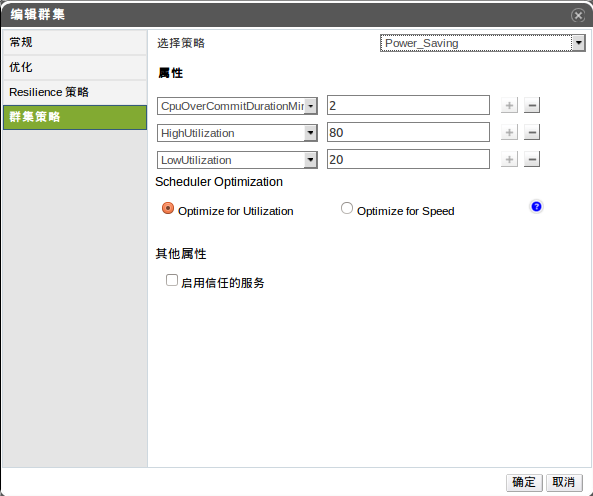 编辑群集
常规
优化
Resilience 策略
群集策略
选择策略 Power_Saving
属性
CpuOverCommitDurationMin 2
HighUtilization 80
LowUtilization 20
Scheduler Optimization
Optimize for Utilization Optimize for Speed
其他属性
启用信任的服务
确定 取消